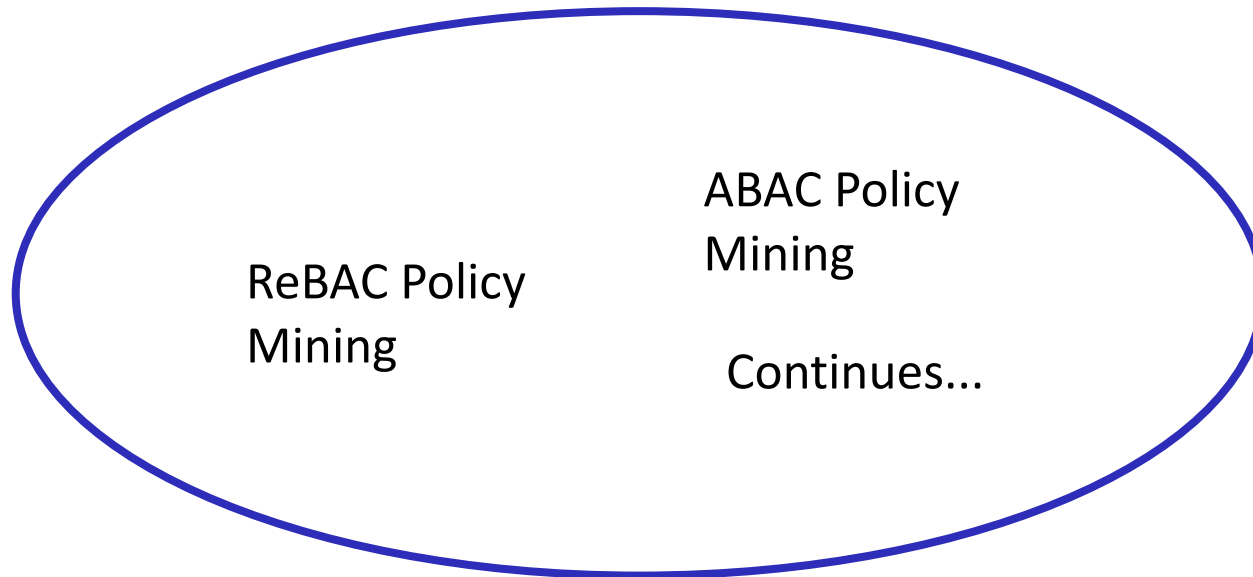 ReBAC Policy
Mining
ABAC Policy
Mining
Continues...